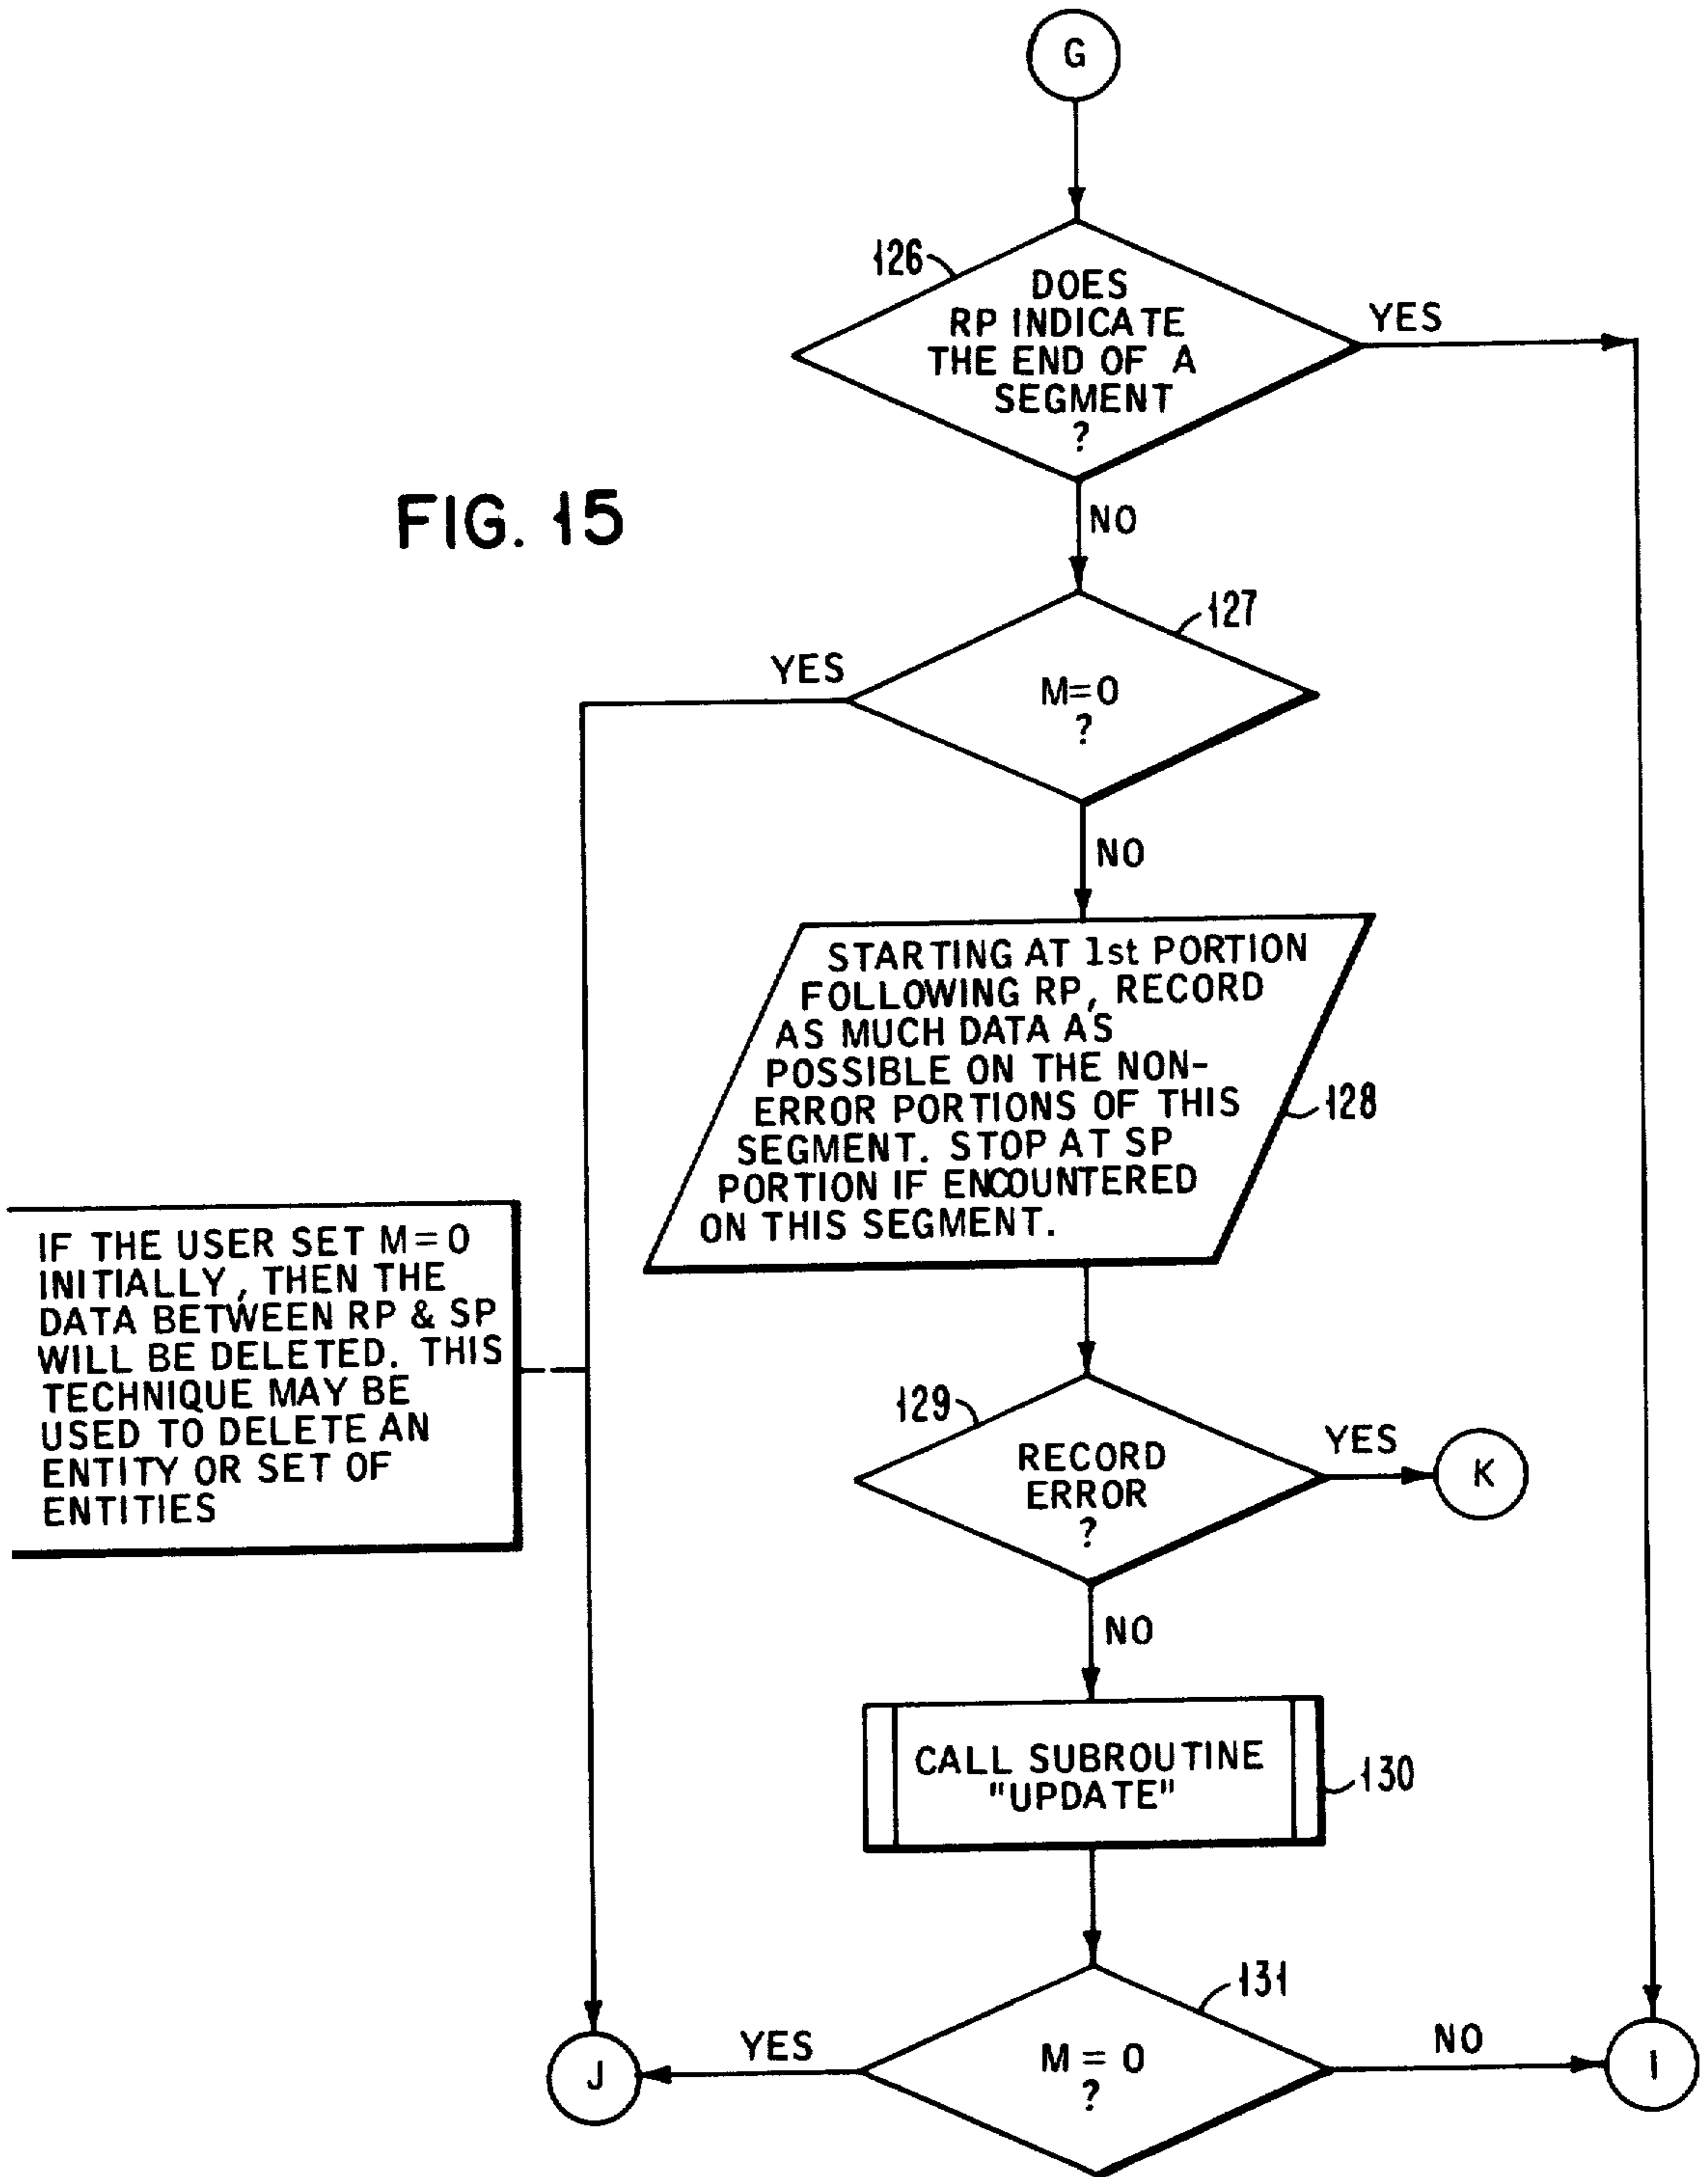 G
126
DOES
RP INDICATE
THE END OF A
SEGMENT
?
YES
NO
FIG. 15
127
YES
M=0
?
NO
STARTING AT 1st PORTION
FOLLOWING RP, RECORD
AS MUCH DATA AS
POSSIBLE ON THE NON-
ERROR PORTIONS OF THIS
SEGMENT. STOP AT SP
PORTION IF ENCOUNTERED
ON THIS SEGMENT.
128
IF THE USER SET M=0
INITIALLY, THEN THE
DATA BETWEEN RP & SP
WILL BE DELETED. THIS
TECHNIQUE MAY BE
USED TO DELETE AN
ENTITY OR SET OF
ENTITIES
129
RECORD
ERROR
?
YES
K
NO
CALL SUBROUTINE
"UPDATE"
130
131
M = 0
?
YES
J
NO
I